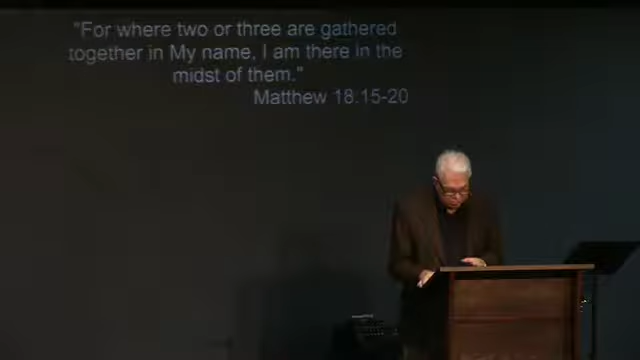 "For where two or three are gathered
together in My name, I am there in the
midst of them."
Matthew 18.15-20